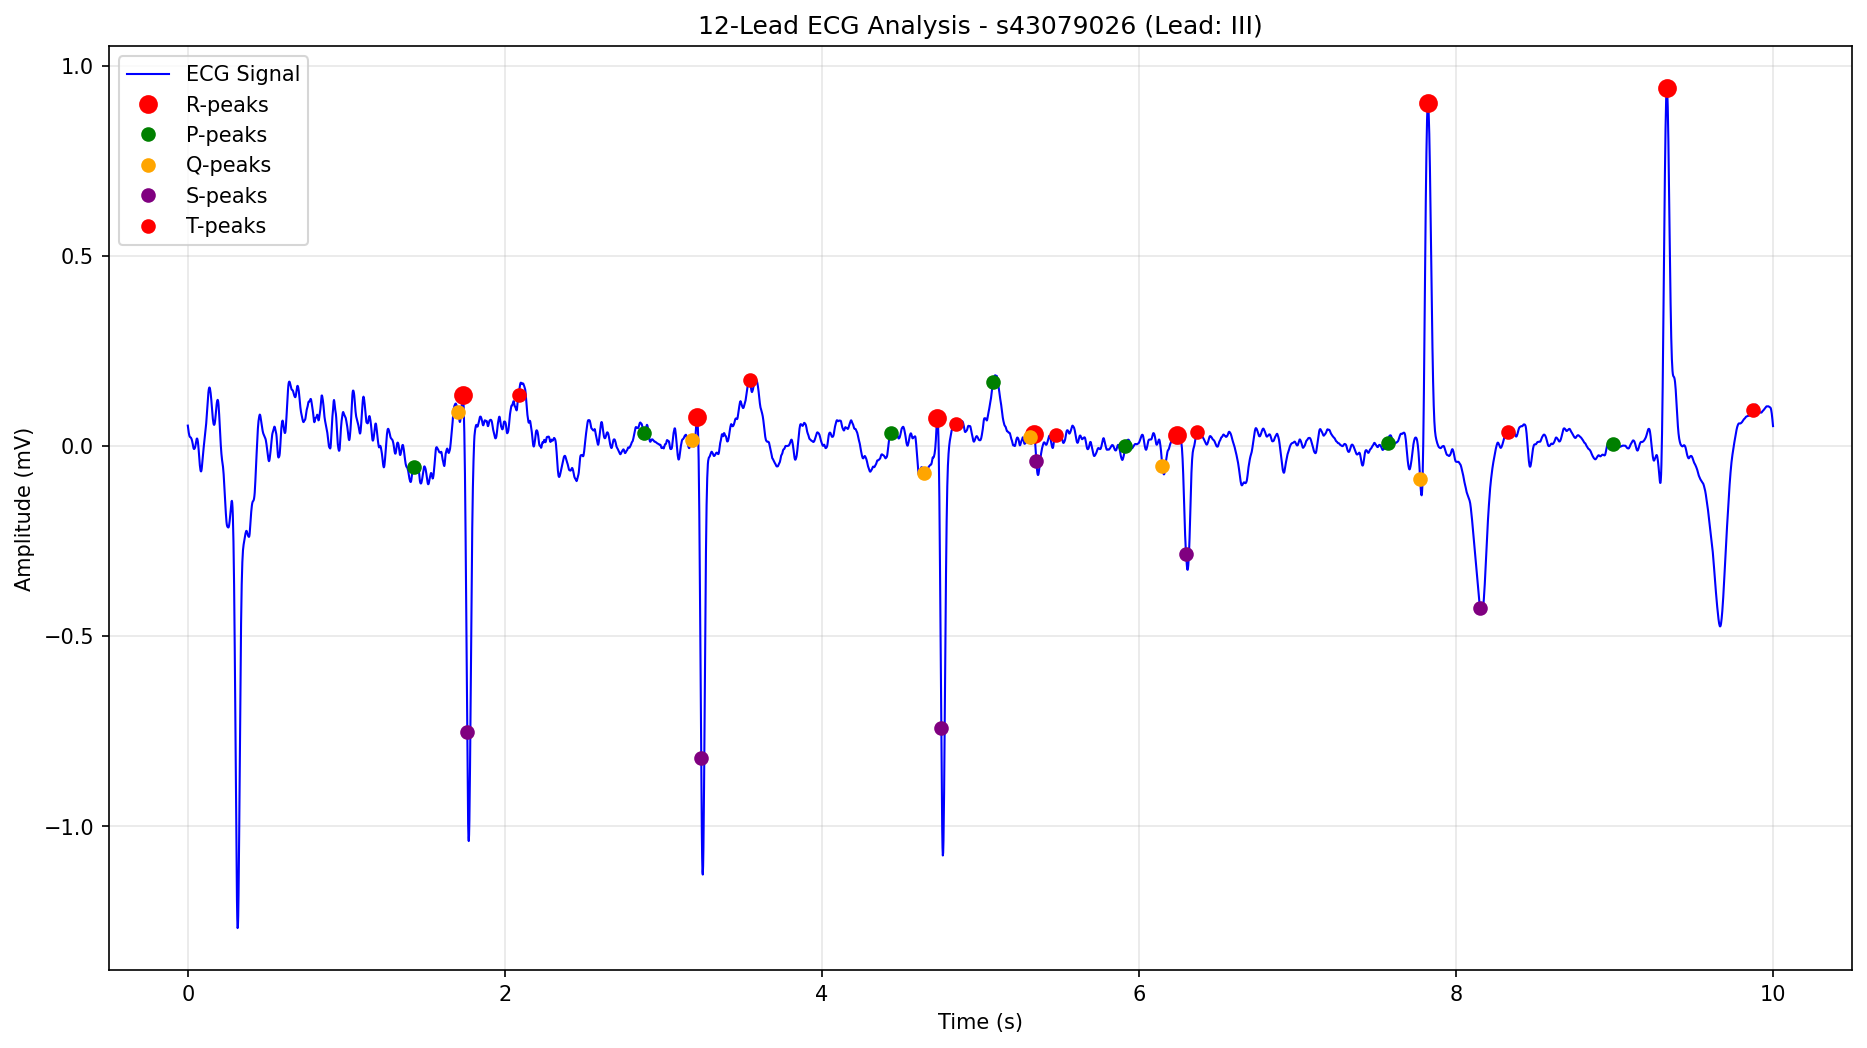 12-Lead ECG Analysis - s43079026 (Lead: III)
ECG Signal
R-peaks
P-peaks
Q-peaks
S-peaks
T-peaks
Amplitude (mV)
1.0
0.5
0.0
−0.5
−1.0
0 2 4 6 8 10
Time (s)